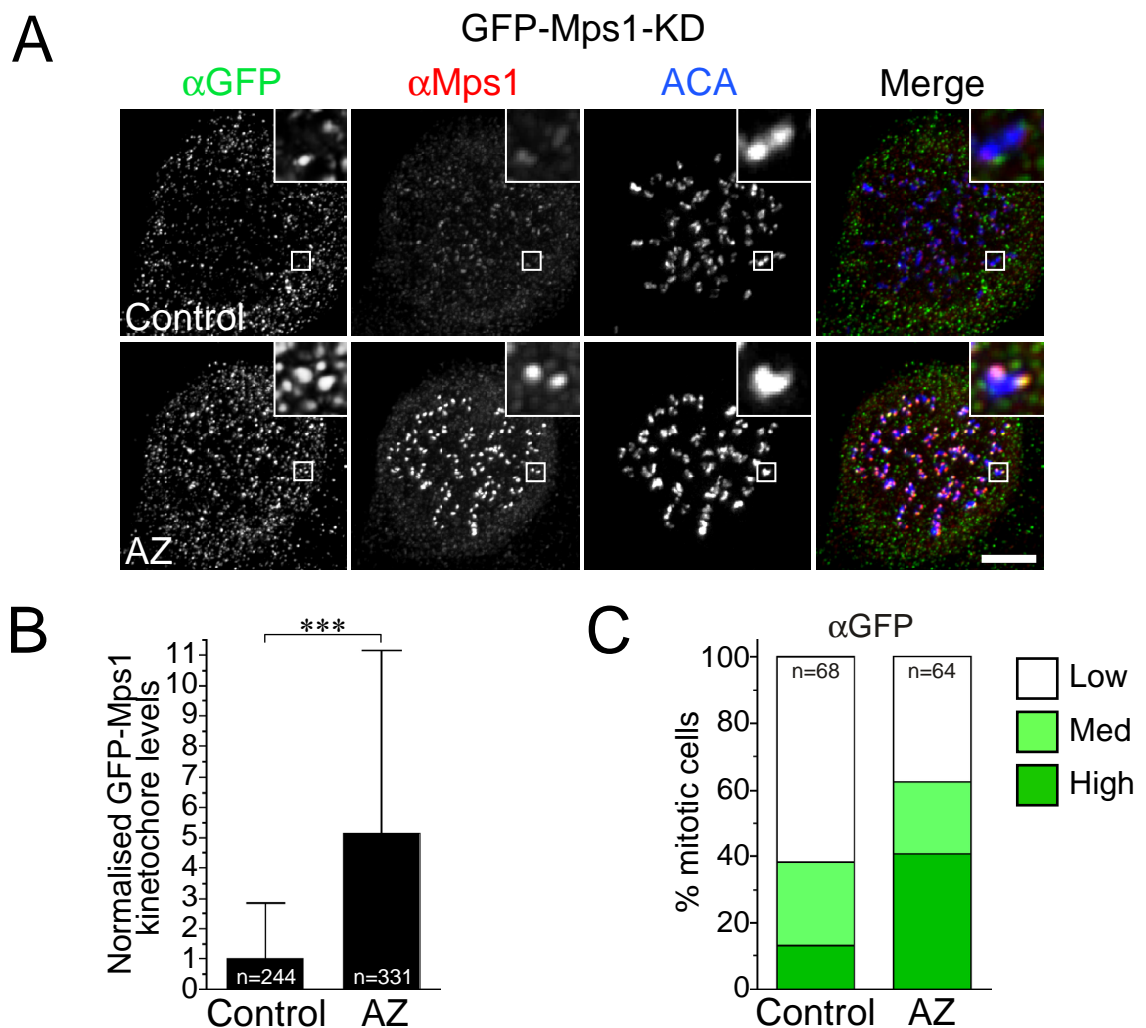 A
GFP-Mps1-KD
αGFP αMps1 ACA Merge
Control
AZ
B
***
Normalised GFP-Mps1
kinetochore levels
11
10
9
8
7
6
5
4
3
2
1
0
n=244 n=331
Control AZ
C
αGFP
% mitotic cells
100
80
60
40
20
0
n=68 n=64
Control AZ
Low
Med
High